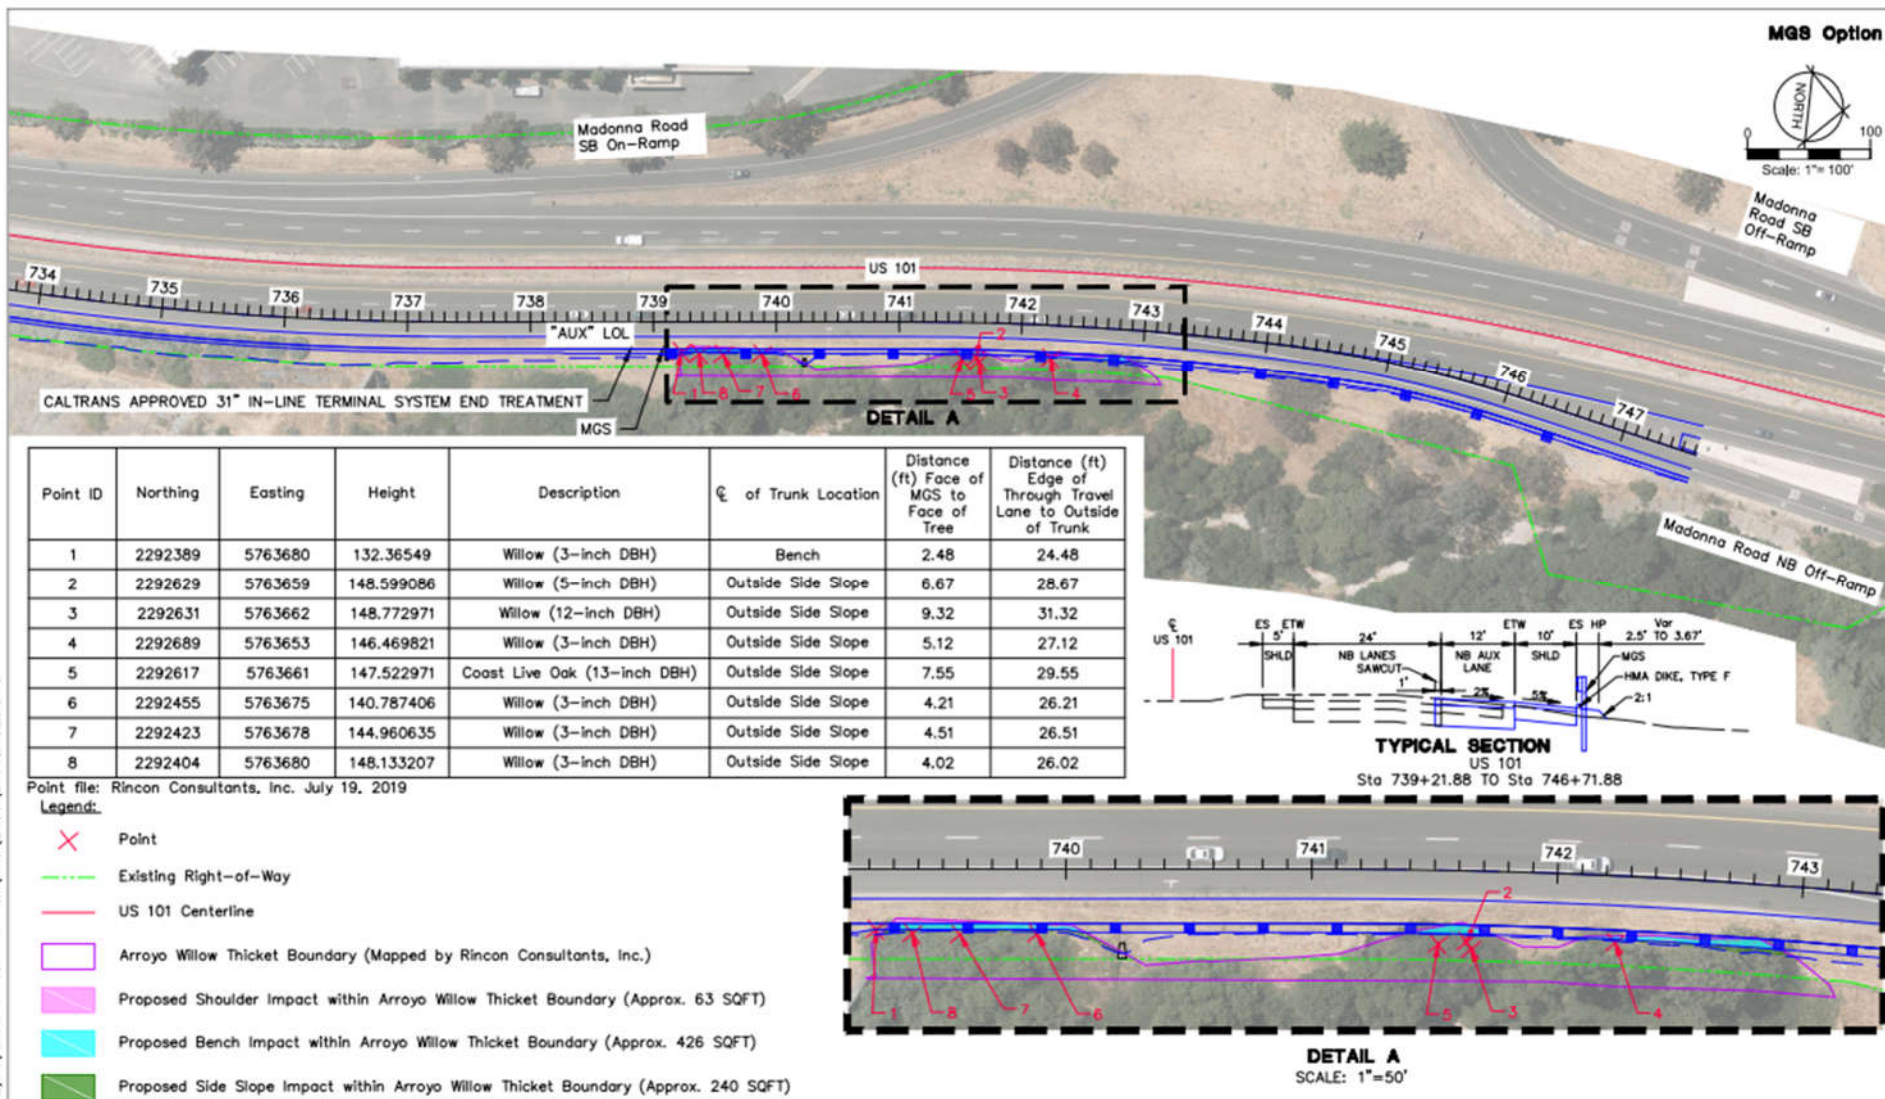 MGS Option
NORTH
0 100
Scale: 1"= 100'
Madonna Road
SB On-Ramp
Madonna
Road SB
Off-Ramp
US 101
734 735 736 737 738 739 740 741 742 743 744 745 746 747
"AUX" LOL
2
1 8 7 6 5 3 4
CALTRANS APPROVED 31" IN-LINE TERMINAL SYSTEM END TREATMENT
MGS
DETAIL A
Madonna Road NB Off-Ramp
Point ID Northing Easting Height Description ℄ of Trunk Location Distance (ft) Face of MGS to Face of Tree Distance (ft) Edge of Through Travel Lane to Outside of Trunk
1 2292389 5763680 132.36549 Willow (3-inch DBH) Bench 2.48 24.48
2 2292629 5763659 148.599086 Willow (5-inch DBH) Outside Side Slope 6.67 28.67
3 2292631 5763662 148.772971 Willow (12-inch DBH) Outside Side Slope 9.32 31.32
4 2292689 5763653 146.469821 Willow (3-inch DBH) Outside Side Slope 5.12 27.12
5 2292617 5763661 147.522971 Coast Live Oak (13-inch DBH) Outside Side Slope 7.55 29.55
6 2292455 5763675 140.787406 Willow (3-inch DBH) Outside Side Slope 4.21 26.21
7 2292423 5763678 144.960635 Willow (3-inch DBH) Outside Side Slope 4.51 26.51
8 2292404 5763680 148.133207 Willow (3-inch DBH) Outside Side Slope 4.02 26.02
Point file: Rincon Consultants, Inc. July 19, 2019
℄
US 101
ES ETW ETW ES HP Var
5' 24' 12' 10' 2.5' TO 3.67'
SHLD NB LANES NB AUX LANE SHLD MGS
SAWCUT
HMA DIKE, TYPE F
1' 2% 5% 2:1
TYPICAL SECTION
US 101
Sta 739+21.88 TO Sta 746+71.88
Legend:
Point
Existing Right-of-Way
US 101 Centerline
Arroyo Willow Thicket Boundary (Mapped by Rincon Consultants, Inc.)
Proposed Shoulder Impact within Arroyo Willow Thicket Boundary (Approx. 63 SQFT)
Proposed Bench Impact within Arroyo Willow Thicket Boundary (Approx. 426 SQFT)
Proposed Side Slope Impact within Arroyo Willow Thicket Boundary (Approx. 240 SQFT)
740 741 742 743
2
1 8 7 6 5 3 4
DETAIL A
SCALE: 1"=50'